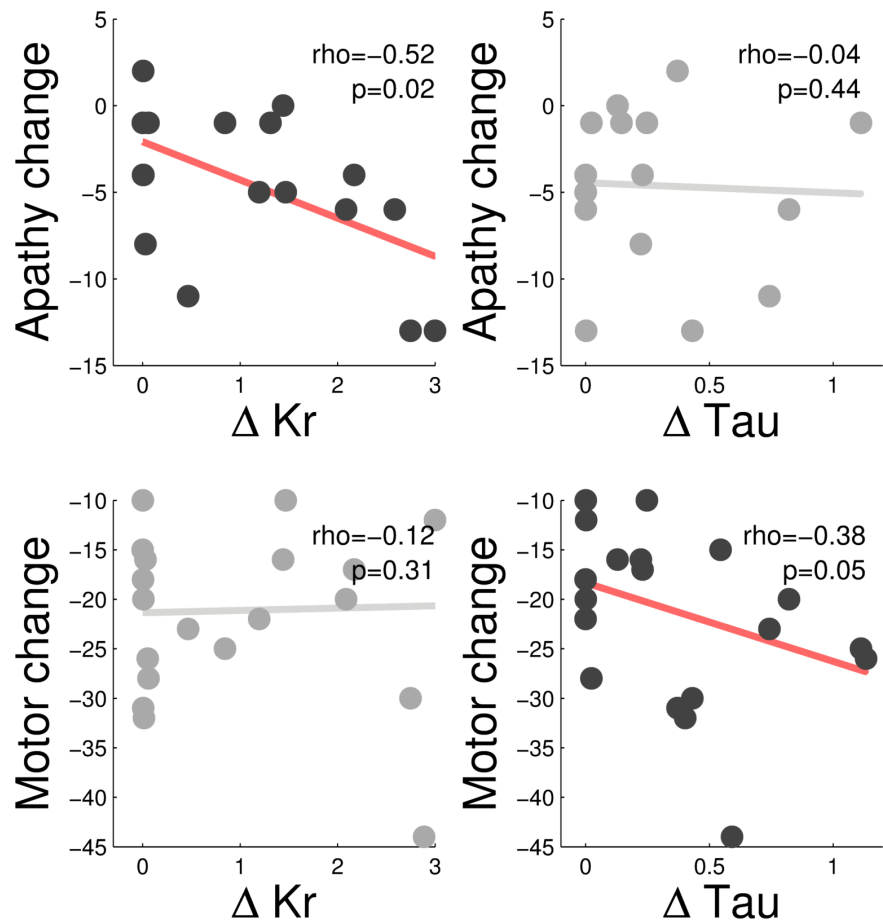 5
0
−5
−10
−15
Apathy change
rho=−0.52
p=0.02
0 1 2 3
Δ Kr
5
0
−5
−10
−15
Apathy change
rho=−0.04
p=0.44
0 0.5 1
Δ Tau
−10
−15
−20
−25
−30
−35
−40
−45
Motor change
rho=−0.12
p=0.31
0 1 2 3
Δ Kr
−10
−15
−20
−25
−30
−35
−40
−45
Motor change
rho=−0.38
p=0.05
0 0.5 1
Δ Tau